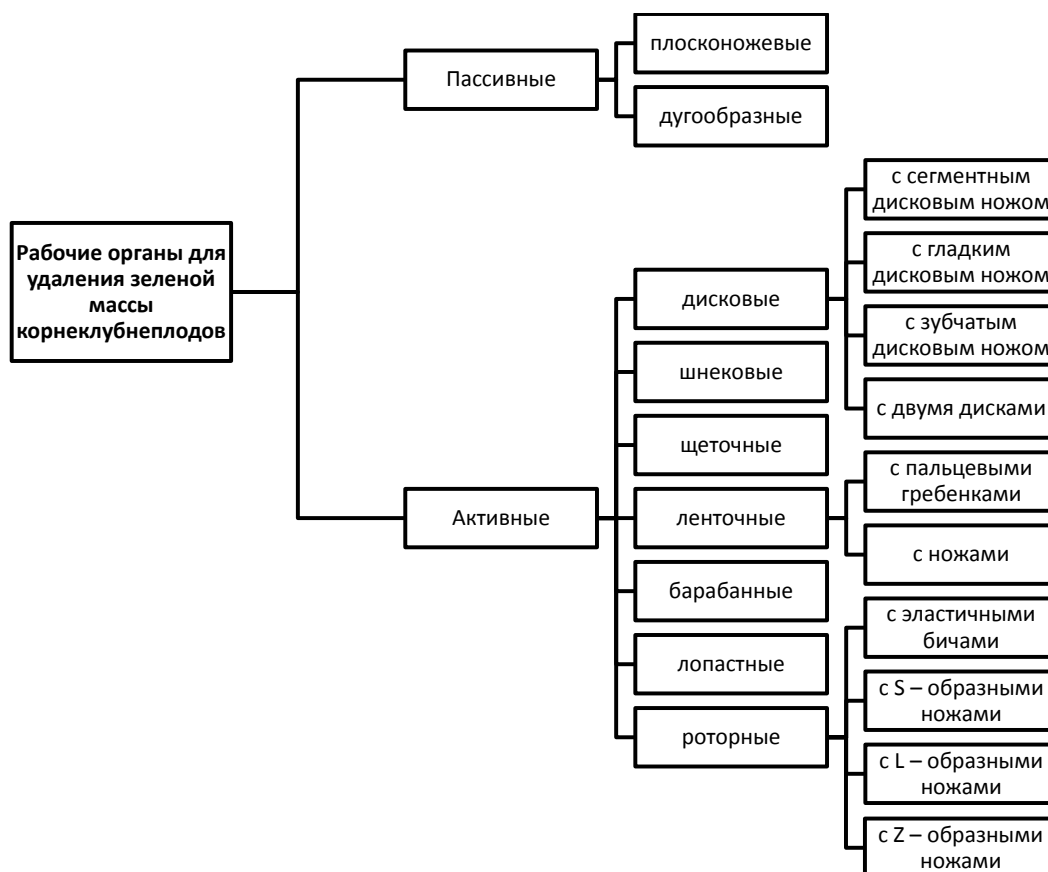 Рабочие органы для
удаления зеленой
массы
корнеклубнеплодов
Пассивные
плосконожевые
дугообразные
Активные
дисковые
с сегментным
дисковым ножом
с гладким
дисковым ножом
с зубчатым
дисковым ножом
с двумя дисками
шнековые
щеточные
ленточные
с пальцевыми
гребенками
с ножами
барабанные
лопастные
роторные
с эластичными
бичами
с S – образными
ножами
с L – образными
ножами
с Z – образными
ножами